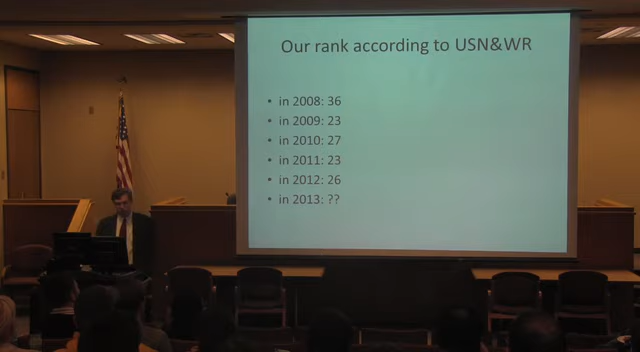 Our rank according to USN&WR
• in 2008: 36
• in 2009: 23
• in 2010: 27
• in 2011: 23
• in 2012: 26
• in 2013: ??